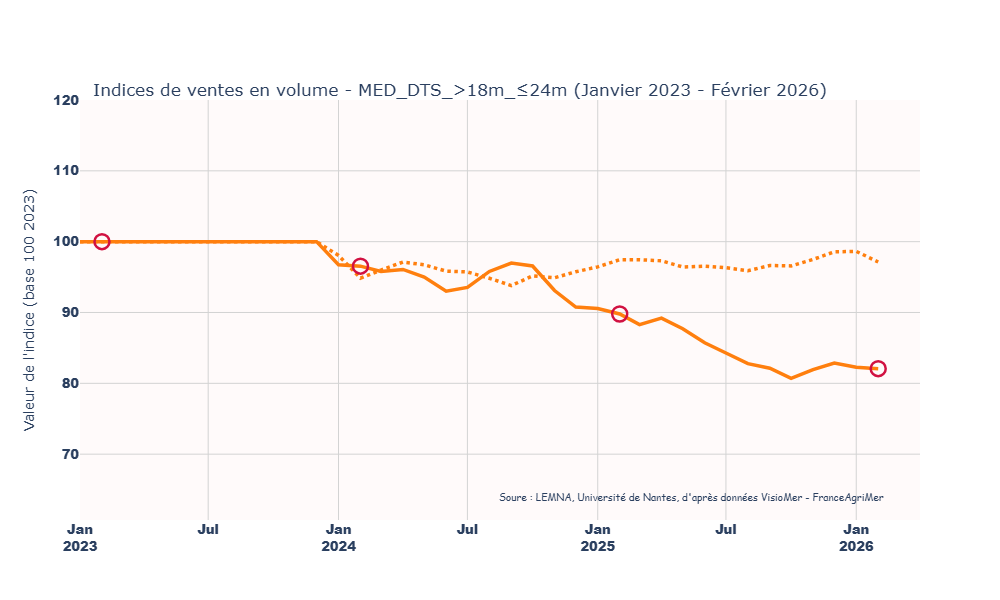 Indices de ventes en volume - MED_DTS_>18m_≤24m (Janvier 2023 - Février 2026)
Valeur de l'indice (base 100 2023)
120
110
100
90
80
70
Soure : LEMNA, Université de Nantes, d'après données VisioMer - FranceAgriMer
Jan Jul Jan Jul Jan Jul Jan
2023 2024 2025 2026